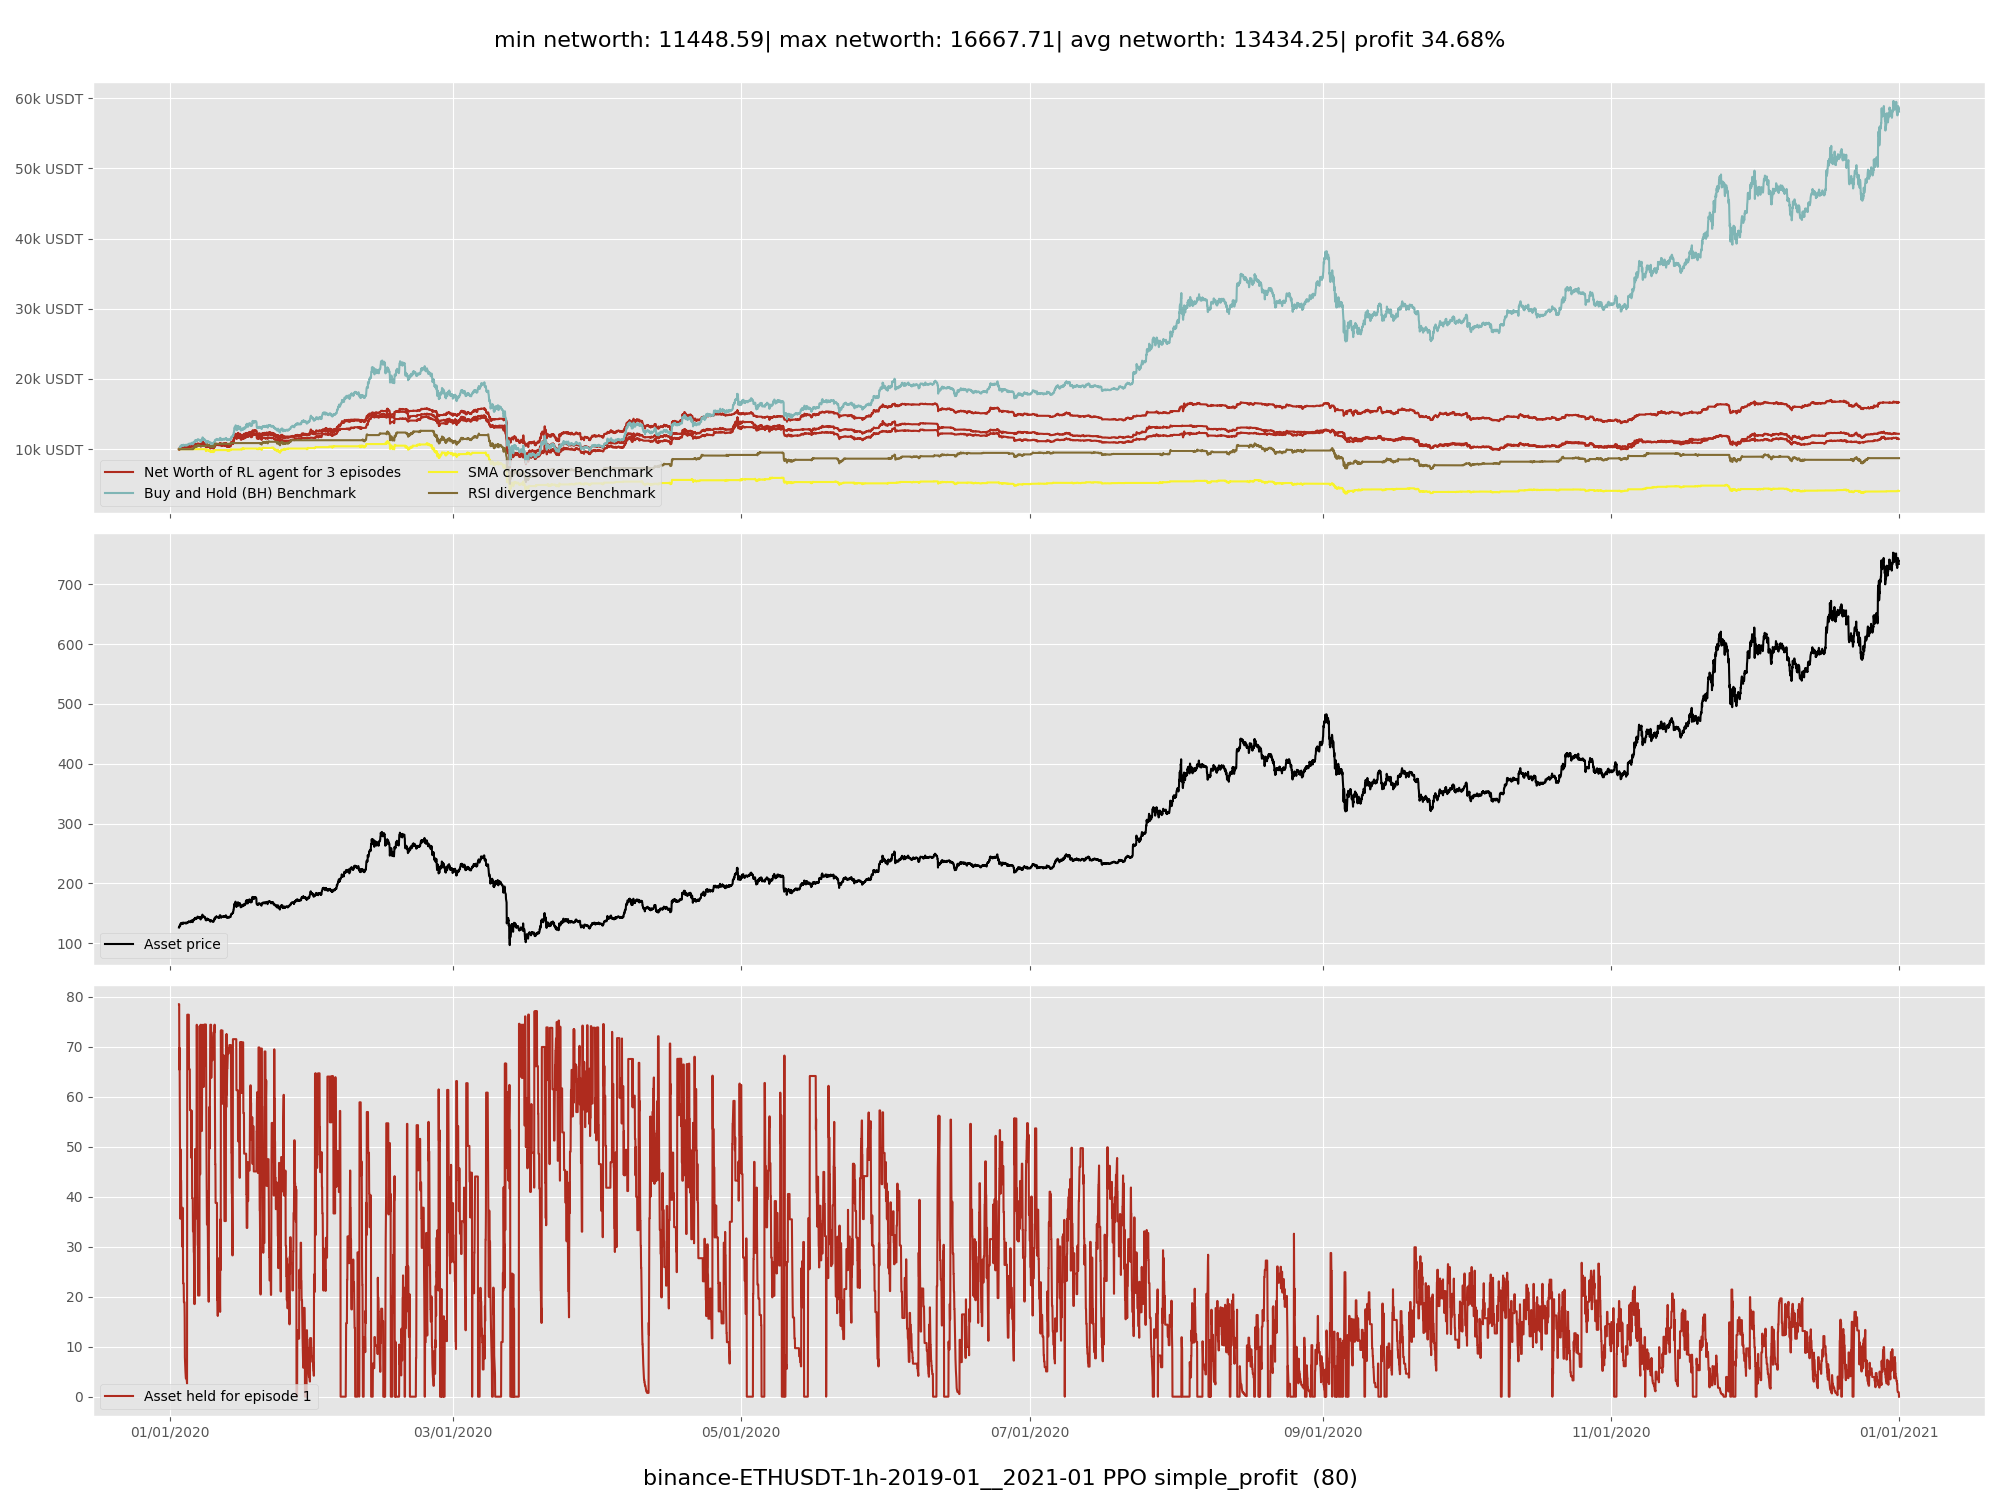 min networth: 11448.59| max networth: 16667.71| avg networth: 13434.25| profit 34.68%
60k USDT
50k USDT
40k USDT
30k USDT
20k USDT
10k USDT
Net Worth of RL agent for 3 episodes
Buy and Hold (BH) Benchmark
SMA crossover Benchmark
RSI divergence Benchmark
700
600
500
400
300
200
100
Asset price
80
70
60
50
40
30
20
10
0
Asset held for episode 1
01/01/2020 03/01/2020 05/01/2020 07/01/2020 09/01/2020 11/01/2020 01/01/2021
binance-ETHUSDT-1h-2019-01__2021-01 PPO simple_profit  (80)